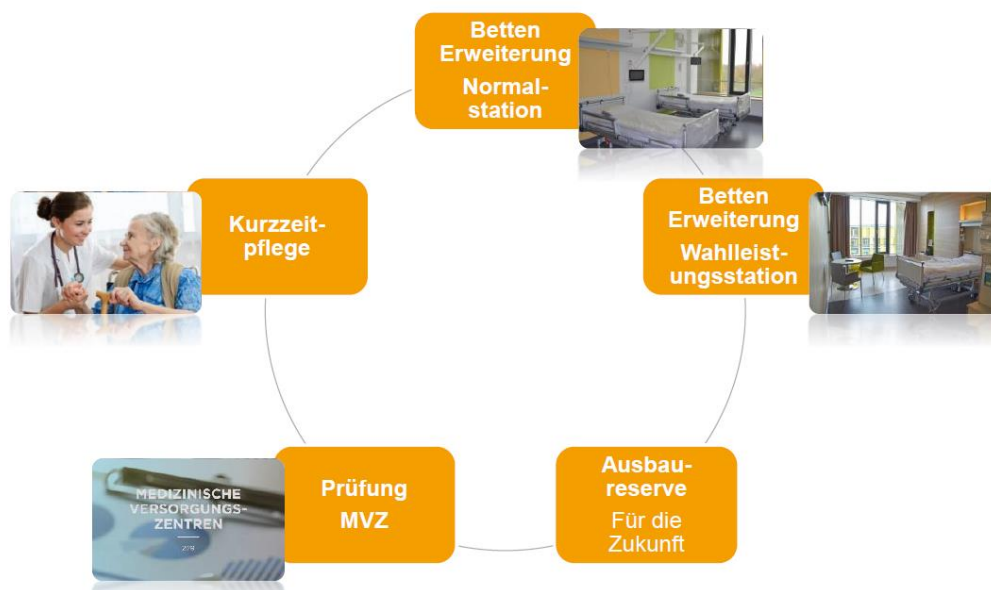 Betten
Erweiterung
Normal-
station
Betten
Erweiterung
Wahlleist-
ungsstation
Ausbau-
reserve
Für die
Zukunft
Prüfung
MVZ
MEDIZINISCHE
VERSORGUNGS-
ZENTREN
Kurzzeit-
pflege